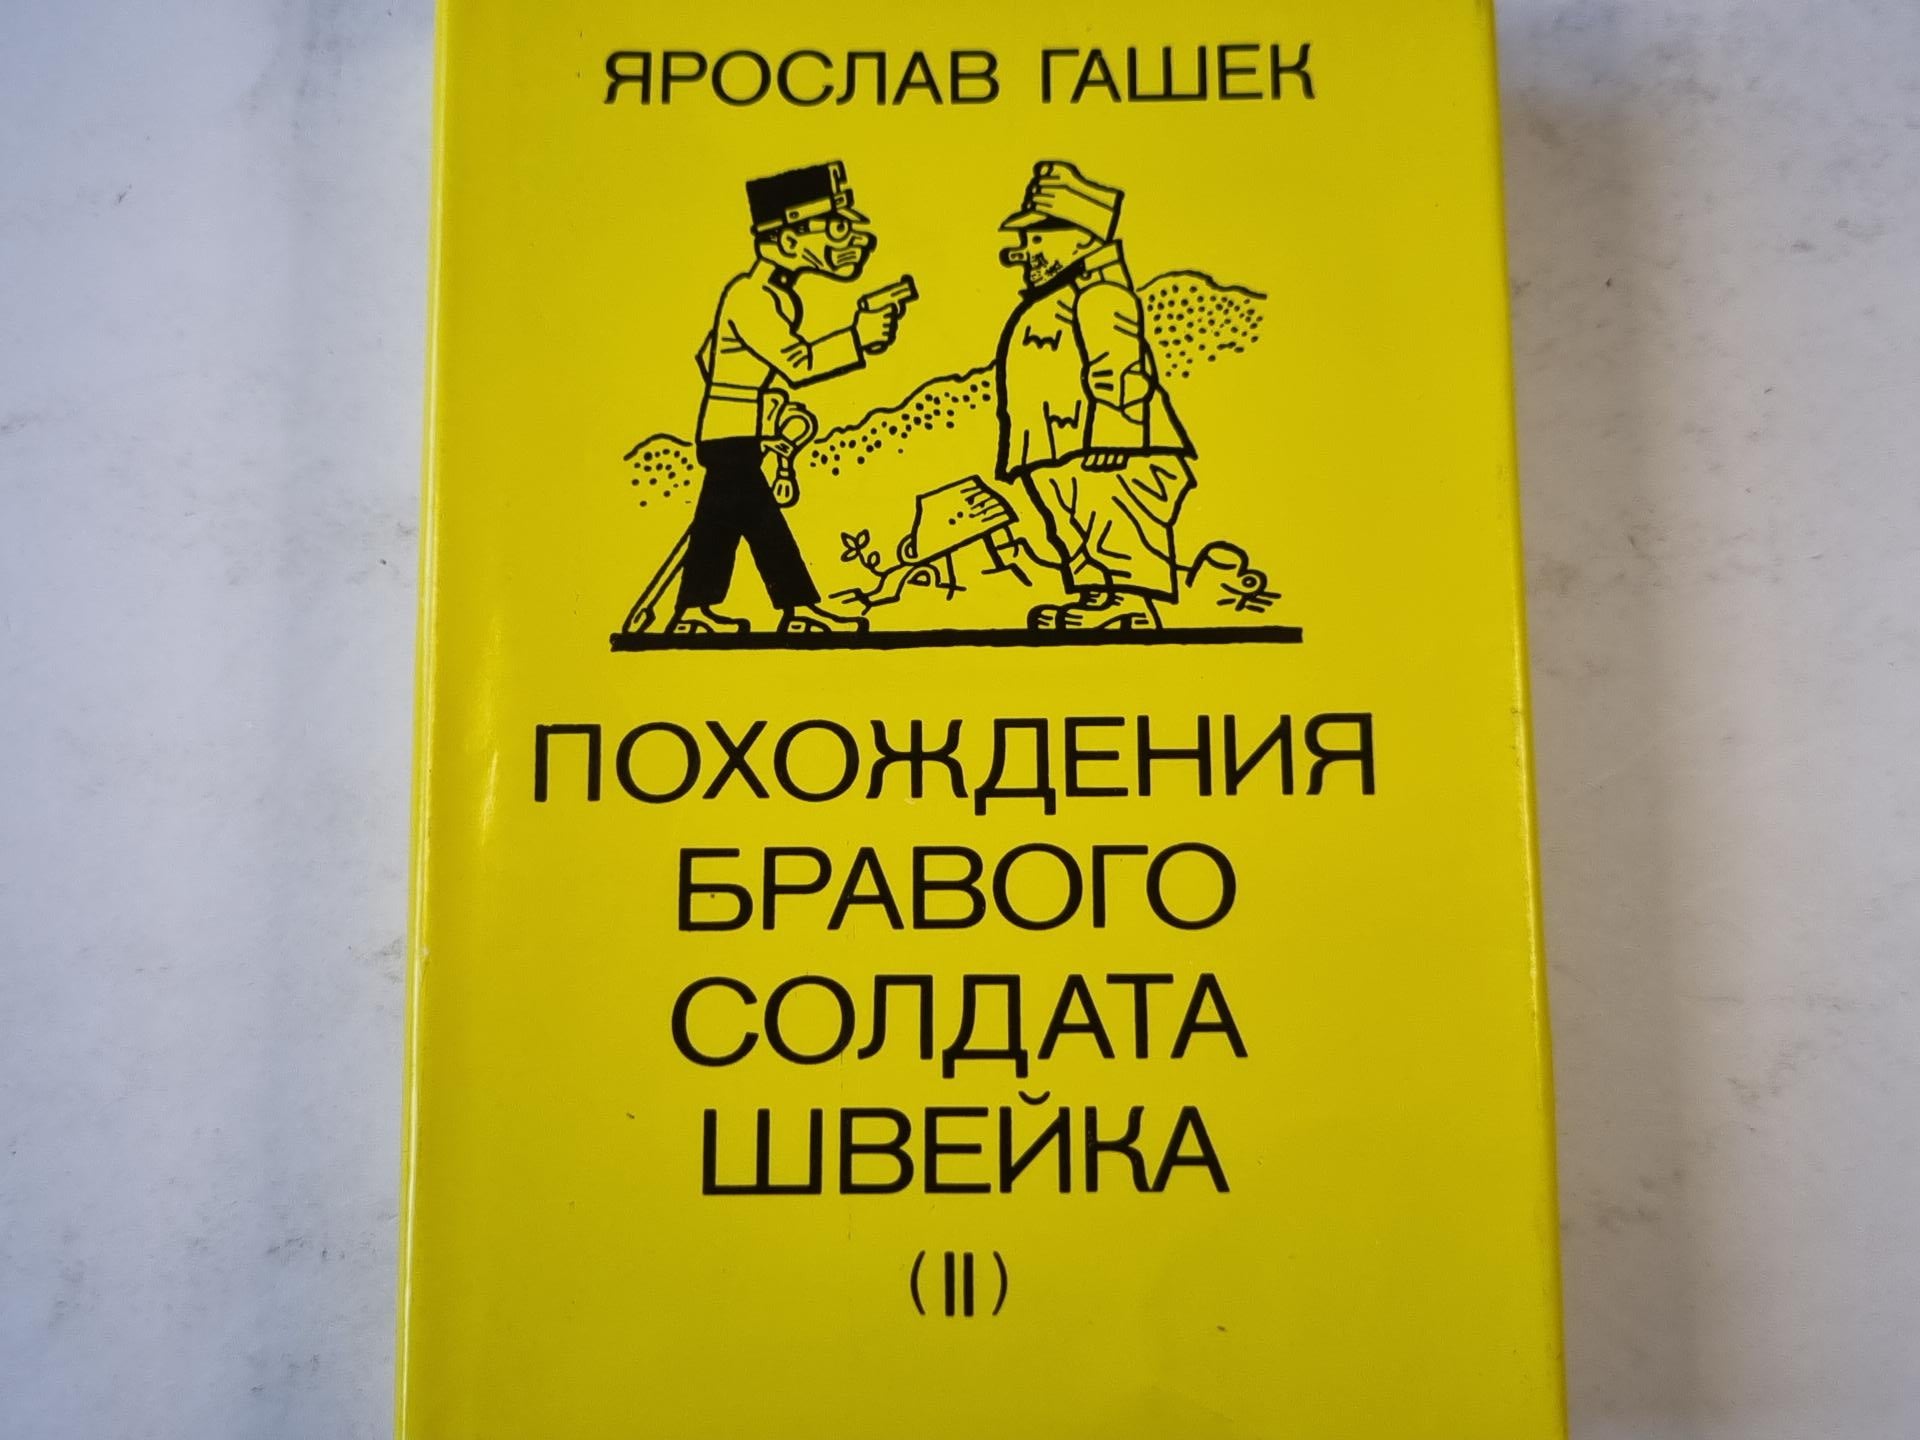 ЯРОСЛАВ ГАШЕК
ПОХОЖДЕНИЯ
БРАВОГО
СОЛДАТА
ШВЕЙКА
(II)